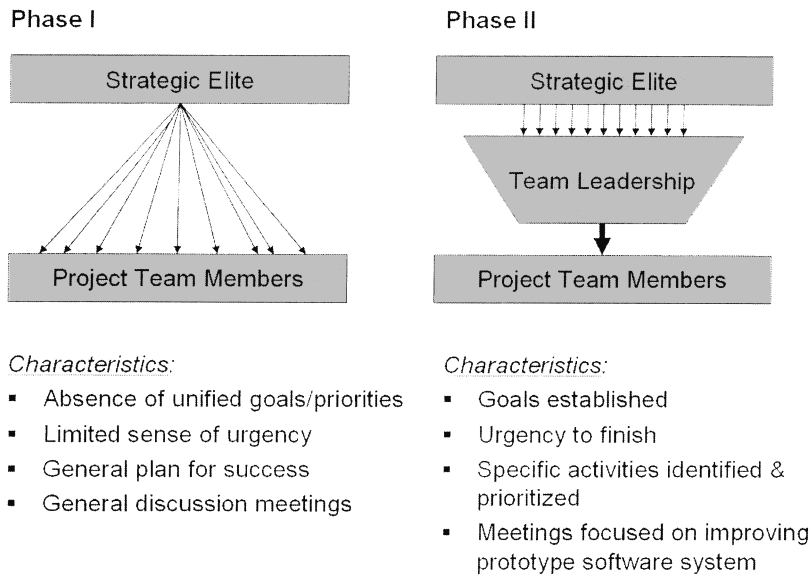 Phase I
Strategic Elite
Project Team Members
Characteristics:
▪ Absence of unified goals/priorities
▪ Limited sense of urgency
▪ General plan for success
▪ General discussion meetings
Phase II
Strategic Elite
Team Leadership
Project Team Members
Characteristics:
▪ Goals established
▪ Urgency to finish
▪ Specific activities identified &
prioritized
▪ Meetings focused on improving
prototype software system